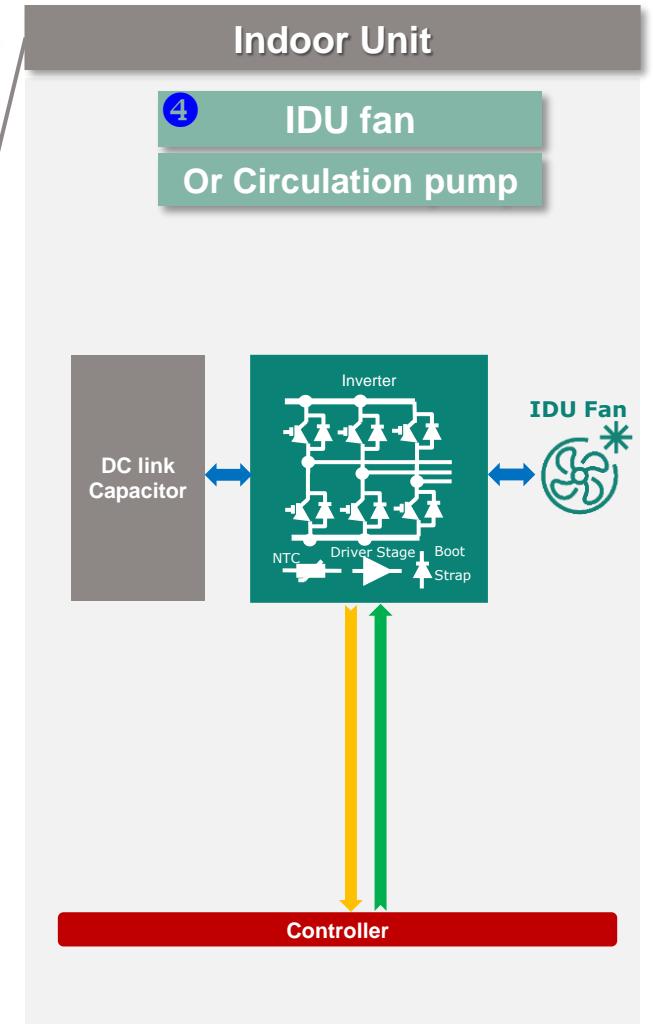 Indoor Unit
4
IDU fan
Or Circulation pump
Inverter
IDU Fan
DC link
Capacitor
NTC
Driver Stage
Boot
Strap
Controller